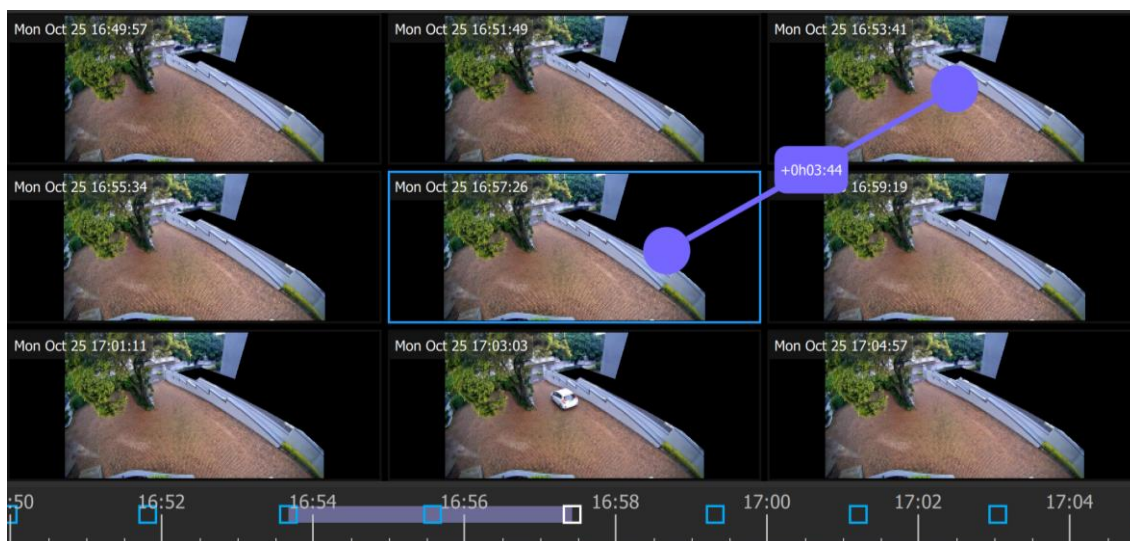 Mon Oct 25 16:49:57
Mon Oct 25 16:51:49
Mon Oct 25 16:53:41
+0h03:44
Mon Oct 25 16:55:34
Mon Oct 25 16:57:26
16:59:19
Mon Oct 25 17:01:11
Mon Oct 25 17:03:03
Mon Oct 25 17:04:57
:50 16:52 16:54 16:56 16:58 17:00 17:02 17:04